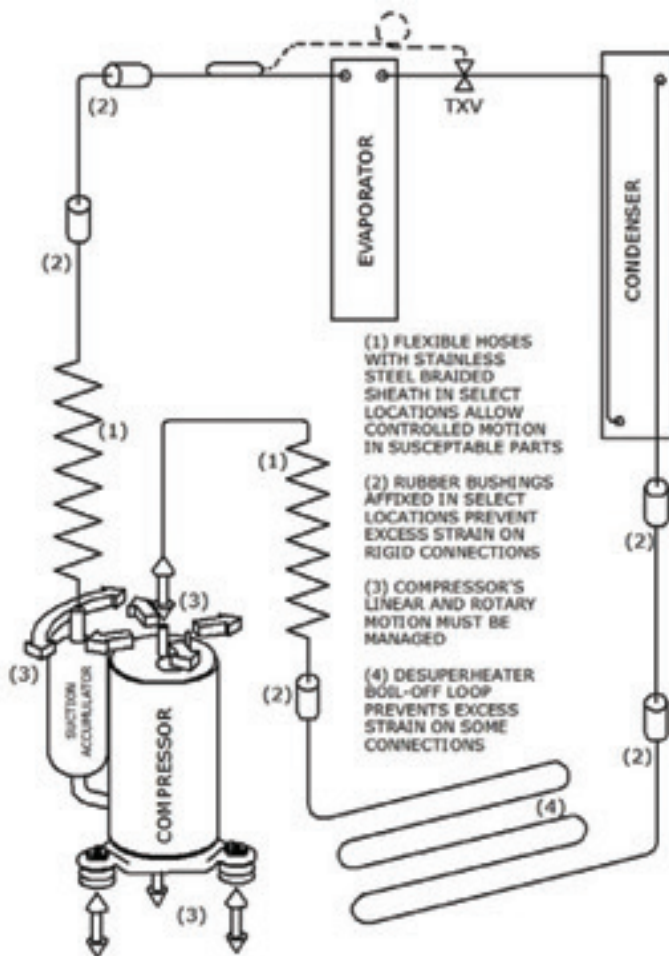 (2)
TXV
EVAPORATOR
CONDENSER
(2)
(1) FLEXIBLE HOSES
WITH STAINLESS
STEEL BRAIDED
SHEATH IN SELECT
LOCATIONS ALLOW
CONTROLLED MOTION
IN SUSCEPTABLE PARTS
(1)
(1)
(2) RUBBER BUSHINGS
AFFIXED IN SELECT
LOCATIONS PREVENT
EXCESS STRAIN ON
RIGID CONNECTIONS
(2)
(3) COMPRESSOR'S
LINEAR AND ROTARY
MOTION MUST BE
MANAGED
(3)
(3)
(4) DESUPERHEATER
BOIL-OFF LOOP
PREVENTS EXCESS
STRAIN ON SOME
CONNECTIONS
(2)
(2)
SUCTION
ACCUMULATOR
COMPRESSOR
(4)
(3)